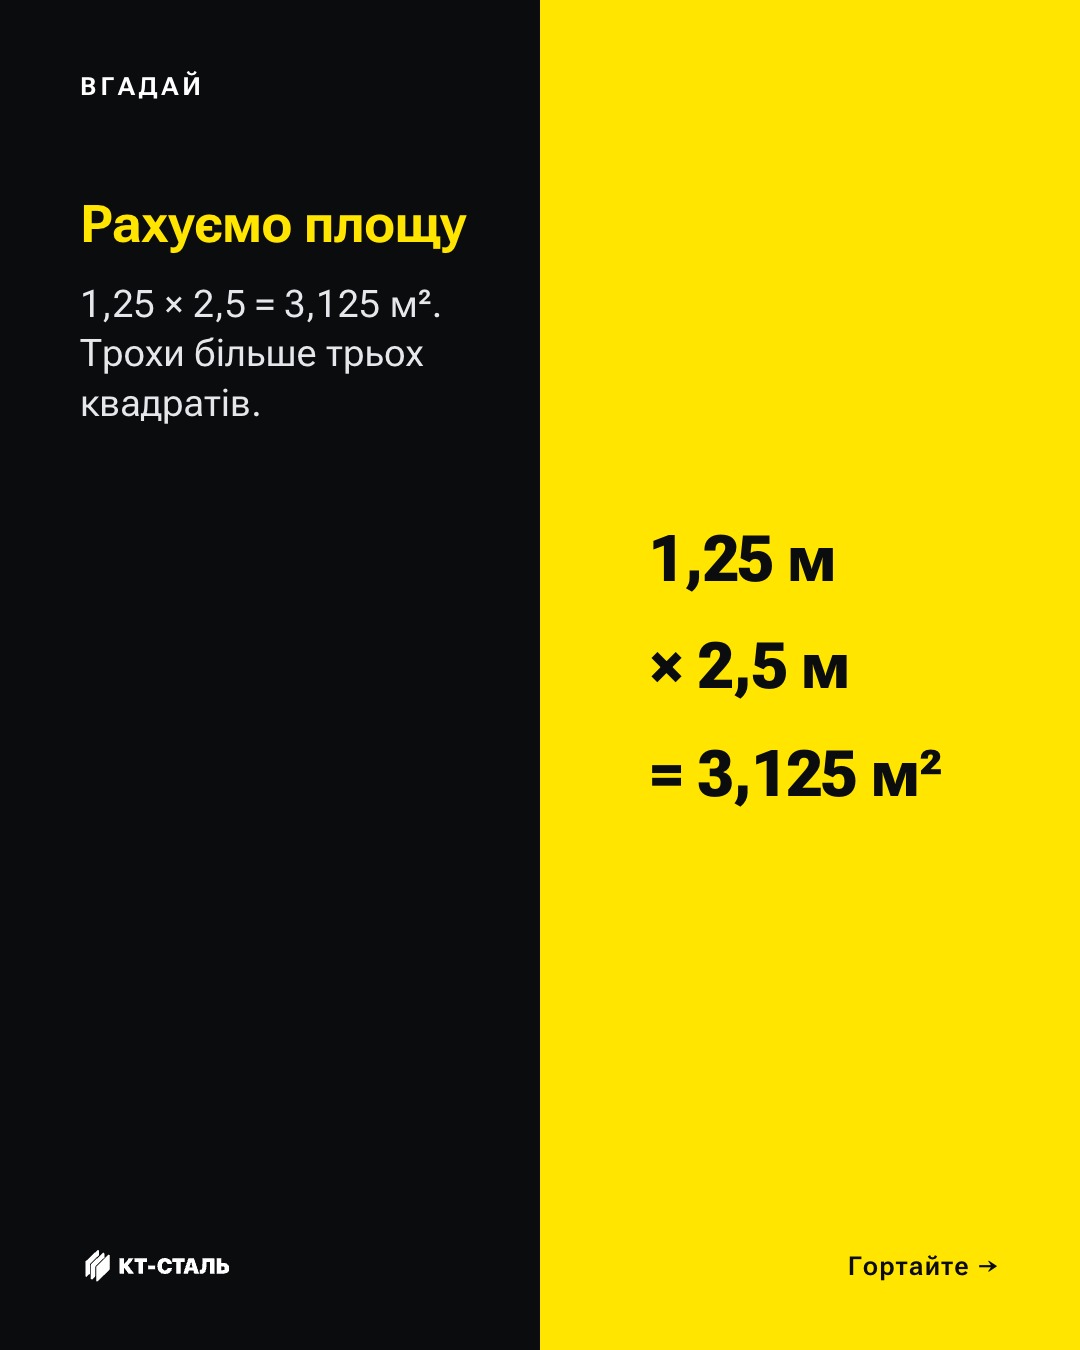 ВГАДАЙ
Рахуємо площу
1,25 × 2,5 = 3,125 м².
Трохи більше трьох
квадратів.
1,25 м
× 2,5 м
= 3,125 м²
КТ-СТАЛЬ
Гортайте →